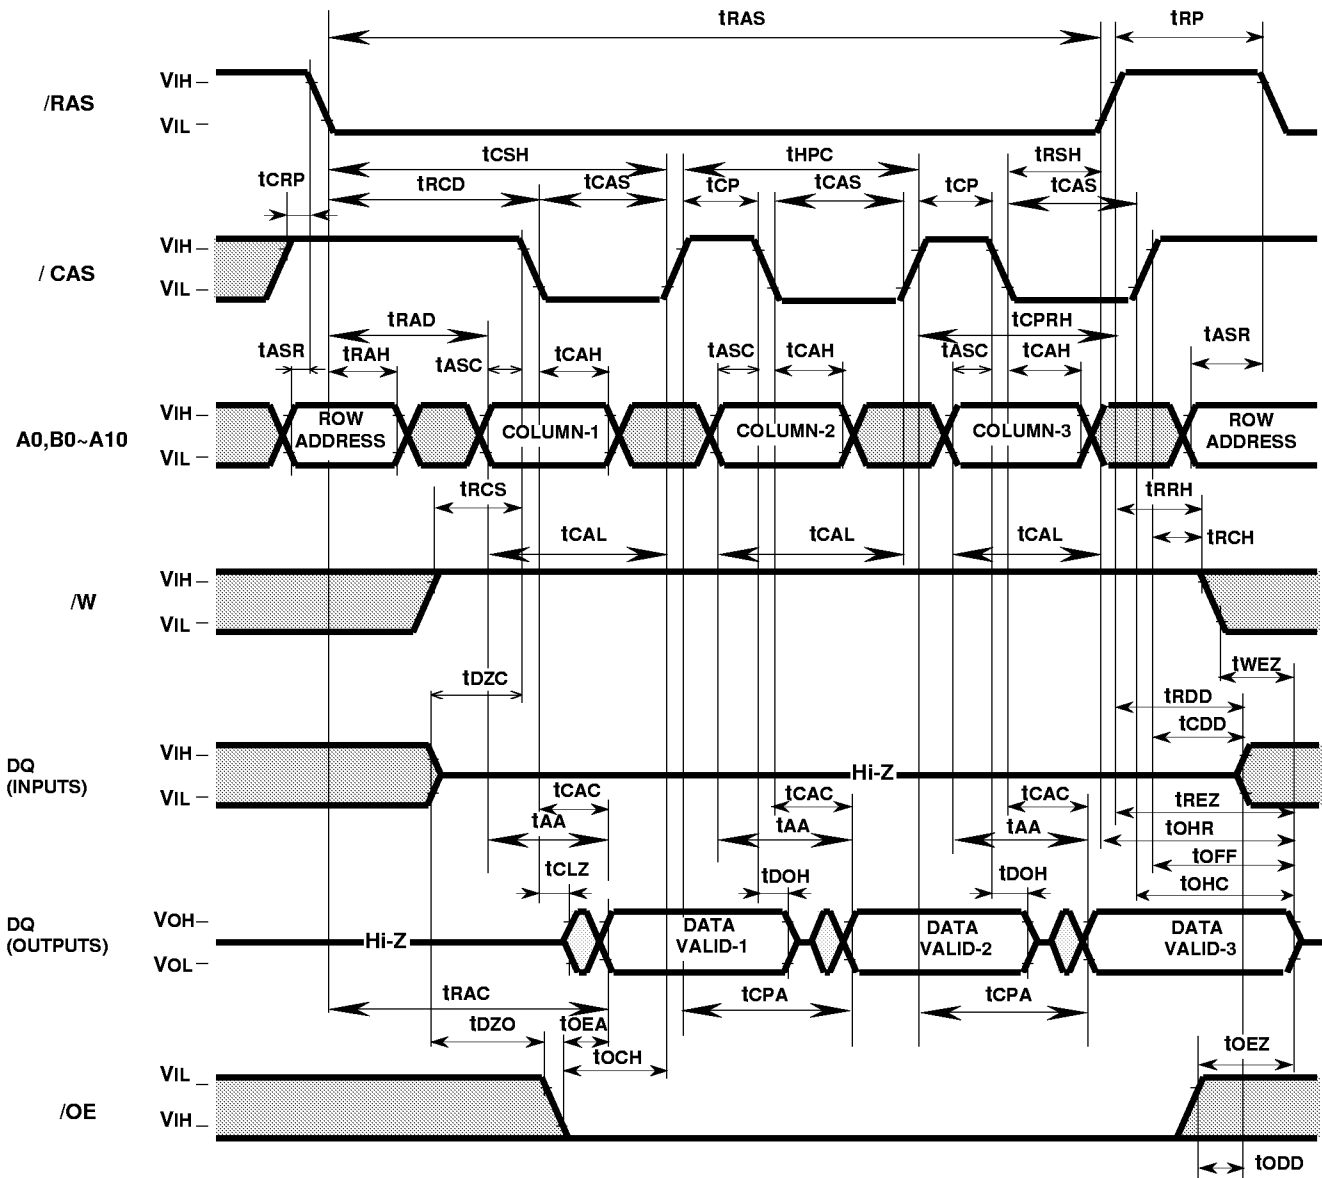 tRAS
tRP
/RAS
VIH
VIL
tCSH
tHPC
tRSH
tCRP
tRCD
tCAS
tCP
tCAS
tCP
tCAS
/ CAS
VIH
VIL
tRAD
tCPRH
tASR
tRAH
tASC
tCAH
tASC
tCAH
tASC
tCAH
tASR
A0,B0~A10
VIH
VIL
ROW
ADDRESS
COLUMN-1
COLUMN-2
COLUMN-3
ROW
ADDRESS
tRCS
tRRH
tCAL
tCAL
tCAL
tRCH
/W
VIH
VIL
tDZC
tWEZ
tRDD
tCDD
DQ
(INPUTS)
VIH
VIL
Hi-Z
tCAC
tCAC
tCAC
tREZ
tAA
tAA
tAA
tOHR
tCLZ
tDOH
tDOH
tOFF
tOHC
DQ
(OUTPUTS)
VOH
VOL
Hi-Z
DATA
VALID-1
DATA
VALID-2
DATA
VALID-3
tRAC
tCPA
tCPA
tDZO
tOEA
tOCH
tOEZ
/OE
VIL
VIH
tODD